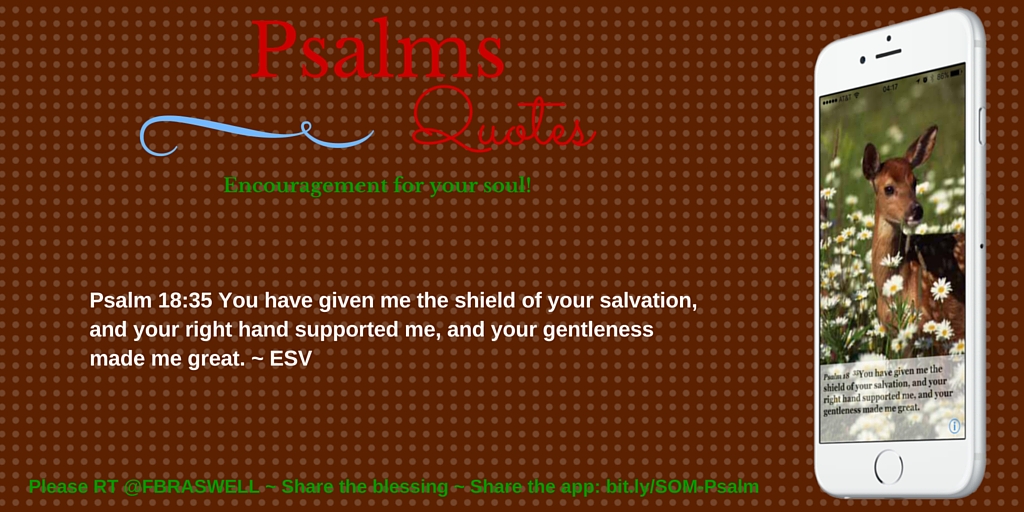 Psalms
Quotes
Encouragement for your soul!
Psalm 18:35 You have given me the shield of your salvation,
and your right hand supported me, and your gentleness
made me great. ~ ESV
Please RT @FBRASWELL ~ Share the blessing ~ Share the app: bit.ly/SOM-Psalm
AT&T 04:17 86%
Psalm 18 35You have given me the
shield of your salvation, and your
right hand supported me, and your
gentleness made me great.
i